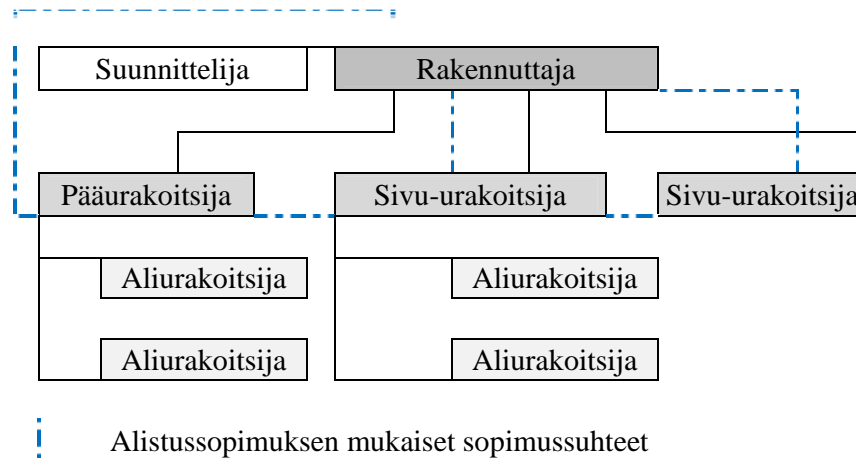 Suunnittelija Rakennuttaja
Pääurakoitsija Sivu-urakoitsija Sivu-urakoitsija
Aliurakoitsija Aliurakoitsija
Aliurakoitsija Aliurakoitsija
Alistussopimuksen mukaiset sopimussuhteet